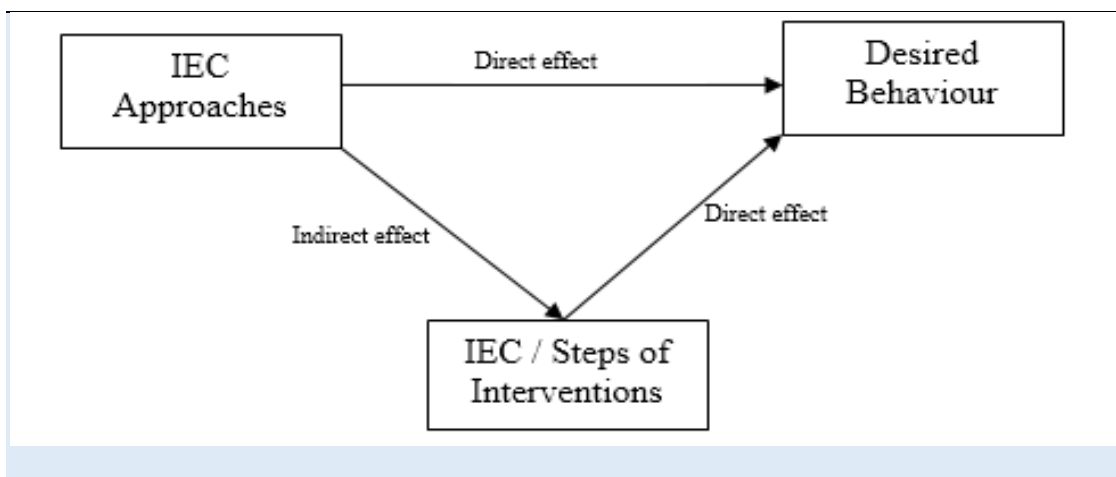 IEC
Approaches
Direct effect
Desired
Behaviour
Indirect effect
Direct effect
IEC / Steps of
Interventions